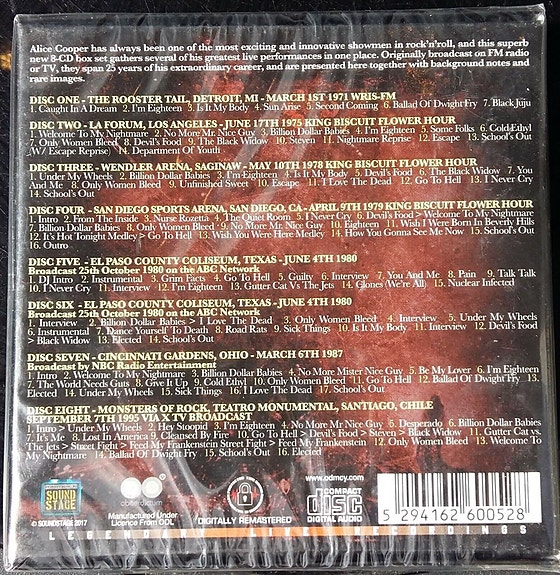 Alice Cooper has always been one of the most exciting and innovative showmen in rock'n'roll, and this superb
new 8-CD box set gathers several of his greatest live performances in one place. Originally broadcast on FM radio
or TV, they span 25 years of his extraordinary career, and are presented here together with background notes and
rare images.
DISC ONE - THE ROOSTER TAIL, DETROIT, MI - MARCH 1ST 1971 WRIS-FM
1. Caught In A Dream 2. I'm Eighteen 3. Is It My Body 4. Sun Arise 5. Second Coming 6. Ballad Of Dwight Fry 7. Black Juju
DISC TWO - LA FORUM, LOS ANGELES - JUNE 17TH 1975 KING BISCUIT FLOWER HOUR
1. Welcome To My Nightmare 2. No More Mr. Nice Guy 3. Billion Dollar Babies 4. I'm Eighteen 5. Some Folks 6. Cold Ethyl
7. Only Women Bleed 8. Devil's Food 9. The Black Widow 10. Steven 11. Nightmare Reprise 12. Escape 13. School's Out
(W/ Escape Reprise) 14. Department Of Youth
DISC THREE - WENDLER ARENA, SAGINAW - MAY 10TH 1978 KING BISCUIT FLOWER HOUR
1. Under My Wheels 2. Billion Dollar Babies 3. I'm Eighteen 4. Is It My Body 5. Devil's Food 6. The Black Widow 7. You
And Me 8. Only Women Bleed 9. Unfinished Sweet 10. Escape 11. I Love The Dead 12. Go To Hell 13. I Never Cry
14. School's Out
DISC FOUR - SAN DIEGO SPORTS ARENA, SAN DIEGO, CA - APRIL 9TH 1979 KING BISCUIT FLOWER HOUR
1. Intro 2. From The Inside 3. Nurse Rozetta 4. The Quiet Room 5. I Never Cry 6. Devil's Food > Welcome To My Nightmare
7. Billion Dollar Babies 8. Only Women Bleed 9. No More Mr. Nice Guy 10. Eighteen 11. Wish I Were Born In Beverly Hills
12. It's Hot Tonight Medley > Go To Hell 13. Wish You Were Here Medley 14. How You Gonna See Me Now 15. School's Out
16. Outro
DISC FIVE - EL PASO COUNTY COLISEUM, TEXAS - JUNE 4TH 1980
Broadcast 25th October 1980 on the ABC Network
1. DJ Intro 2. Instrumental 3. Grim Facts 4. Go To Hell 5. Guilty 6. Interview 7. You And Me 8. Pain 9. Talk Talk
10. I Never Cry 11. Interview 12. I'm Eighteen 13. Gutter Cat Vs The Jets 14. Clones (We're All) 15. Nuclear Infected
DISC SIX - EL PASO COUNTY COLISEUM, TEXAS - JUNE 4TH 1980
Broadcast 25th October 1980 on the ABC Network
1. Interview 2. Billion Dollar Babies > I Love The Dead 3. Only Women Bleed 4. Interview 5. Under My Wheels
6. Instrumental 7. Dance Yourself To Death 8. Road Rats 9. Sick Things 10. Is It My Body 11. Interview 12. Devil's Food
> Black Widow 13. Elected 14. School's Out
DISC SEVEN - CINCINNATI GARDENS, OHIO - MARCH 6TH 1987
Broadcast by NBC Radio Entertainment
1. Intro 2. Welcome To My Nightmare 3. Billion Dollar Babies 4. No More Mister Nice Guy 5. Be My Lover 6. I'm Eighteen
7. The World Needs Guts 8. Give It Up 9. Cold Ethyl 10. Only Women Bleed 11. Go To Hell 12. Ballad Of Dwight Fry 13.
Elected 14. Under My Wheels 15. Sick Things 16. I Love The Dead 17. School's Out
DISC EIGHT - MONSTERS OF ROCK, TEATRO MONUMENTAL, SANTIAGO, CHILE
SEPTEMBER 7TH 1995 VIA X TV BROADCAST
1. Intro > Under My Wheels 2. Hey Stoopid 3. I'm Eighteen 4. No More Mr Nice Guy 5. Desperado 6. Billion Dollar Babies
7. It's Me 8. Lost In America 9. Cleansed By Fire 10. Go To Hell > Devil's Food > Steven > Black Widow 11. Gutter Cat vs.
The Jets > Street Fight > Feed My Frankenstein Street Fight > Feed My Frankenstein 12. Only Women Bleed 13. Welcome To
My Nightmare 14. Ballad Of Dwight Fry 15. School's Out 16. Elected
SOUND
STAGE
© SOUNDSTAGE 2017
Manufactured Under
Licence From ODL
DIGITALLY REMASTERED
www.odmcy.com
COMPACT
disc
DIGITAL AUDIO
5 294162 600528